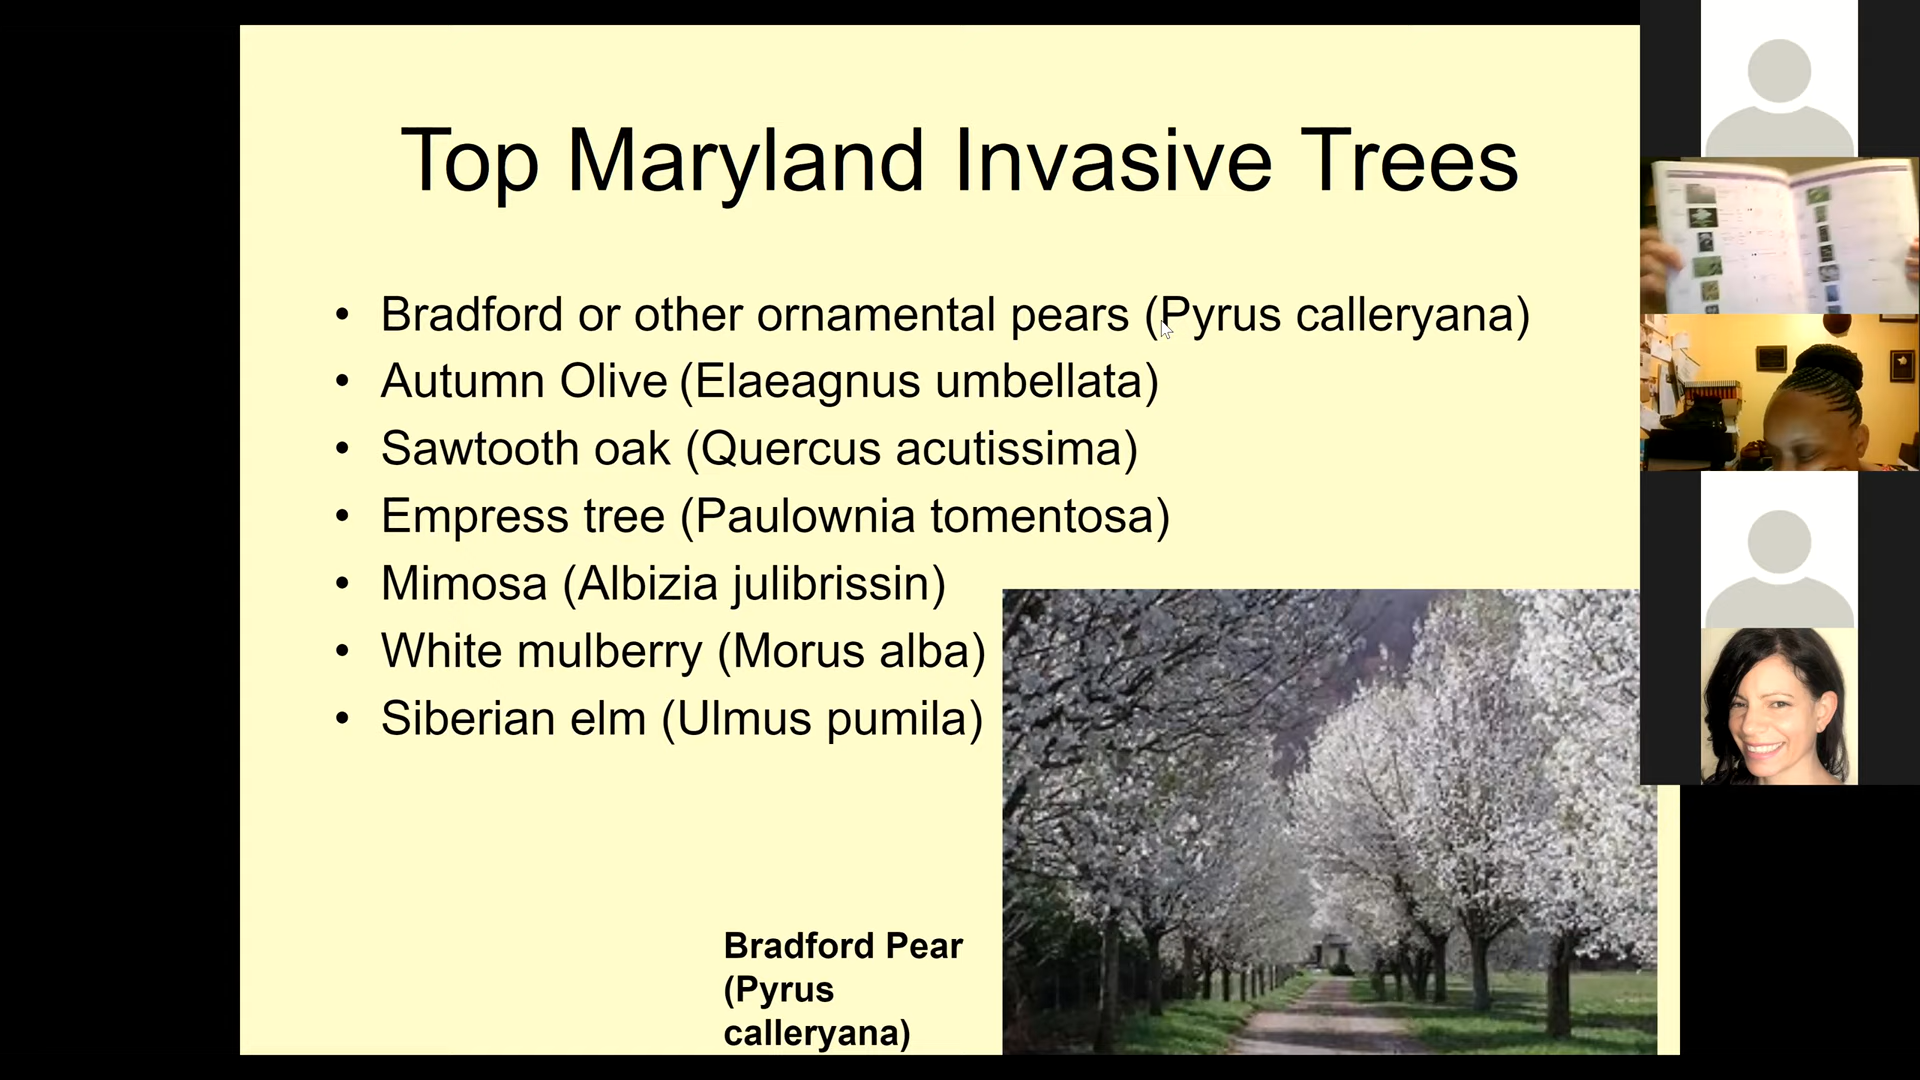 Top Maryland Invasive Trees
• Bradford or other ornamental pears (Pyrus calleryana)
• Autumn Olive (Elaeagnus umbellata)
• Sawtooth oak (Quercus acutissima)
• Empress tree (Paulownia tomentosa)
• Mimosa (Albizia julibrissin)
• White mulberry (Morus alba)
• Siberian elm (Ulmus pumila)
Bradford Pear
(Pyrus
calleryana)